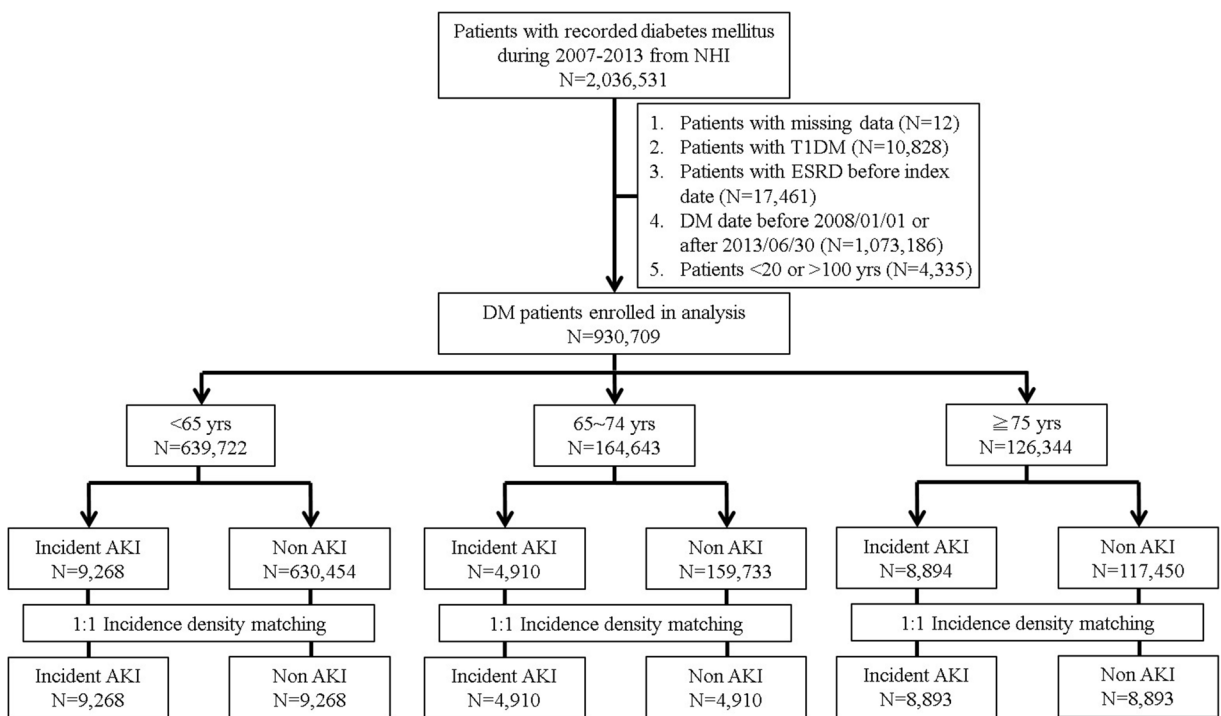 Patients with recorded diabetes mellitus
during 2007-2013 from NHI
N=2,036,531
1. Patients with missing data (N=12)
2. Patients with T1DM (N=10,828)
3. Patients with ESRD before index
date (N=17,461)
4. DM date before 2008/01/01 or
after 2013/06/30 (N=1,073,186)
5. Patients <20 or >100 yrs (N=4,335)
DM patients enrolled in analysis
N=930,709
<65 yrs
N=639,722
65~74 yrs
N=164,643
≧75 yrs
N=126,344
Incident AKI
N=9,268
Non AKI
N=630,454
Incident AKI
N=4,910
Non AKI
N=159,733
Incident AKI
N=8,894
Non AKI
N=117,450
1:1 Incidence density matching
1:1 Incidence density matching
1:1 Incidence density matching
Incident AKI
N=9,268
Non AKI
N=9,268
Incident AKI
N=4,910
Non AKI
N=4,910
Incident AKI
N=8,893
Non AKI
N=8,893